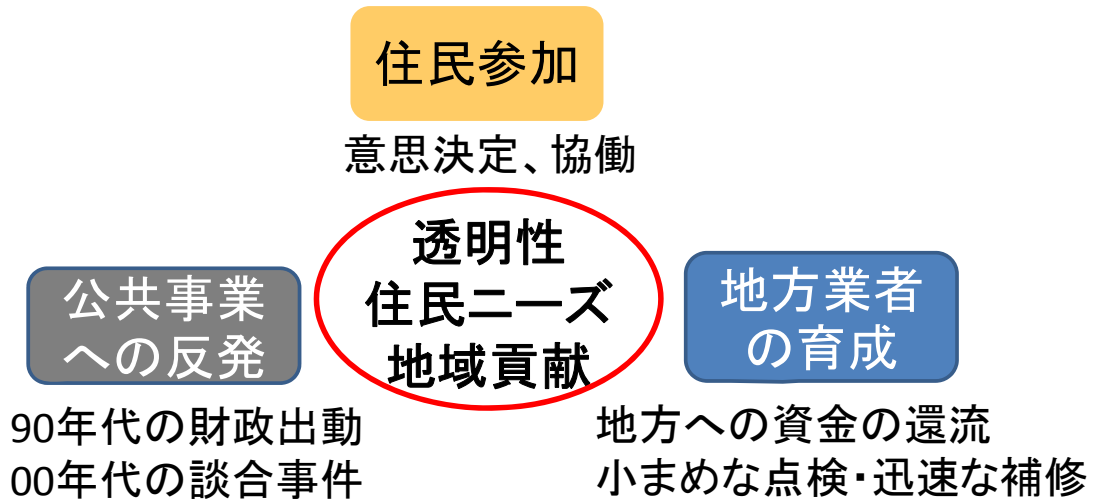 住民参加
意思決定、協働
透明性
住民ニーズ
地域貢献
公共事業
への反発
90年代の財政出動
00年代の談合事件
地方業者
の育成
地方への資金の還流
小まめな点検・迅速な補修